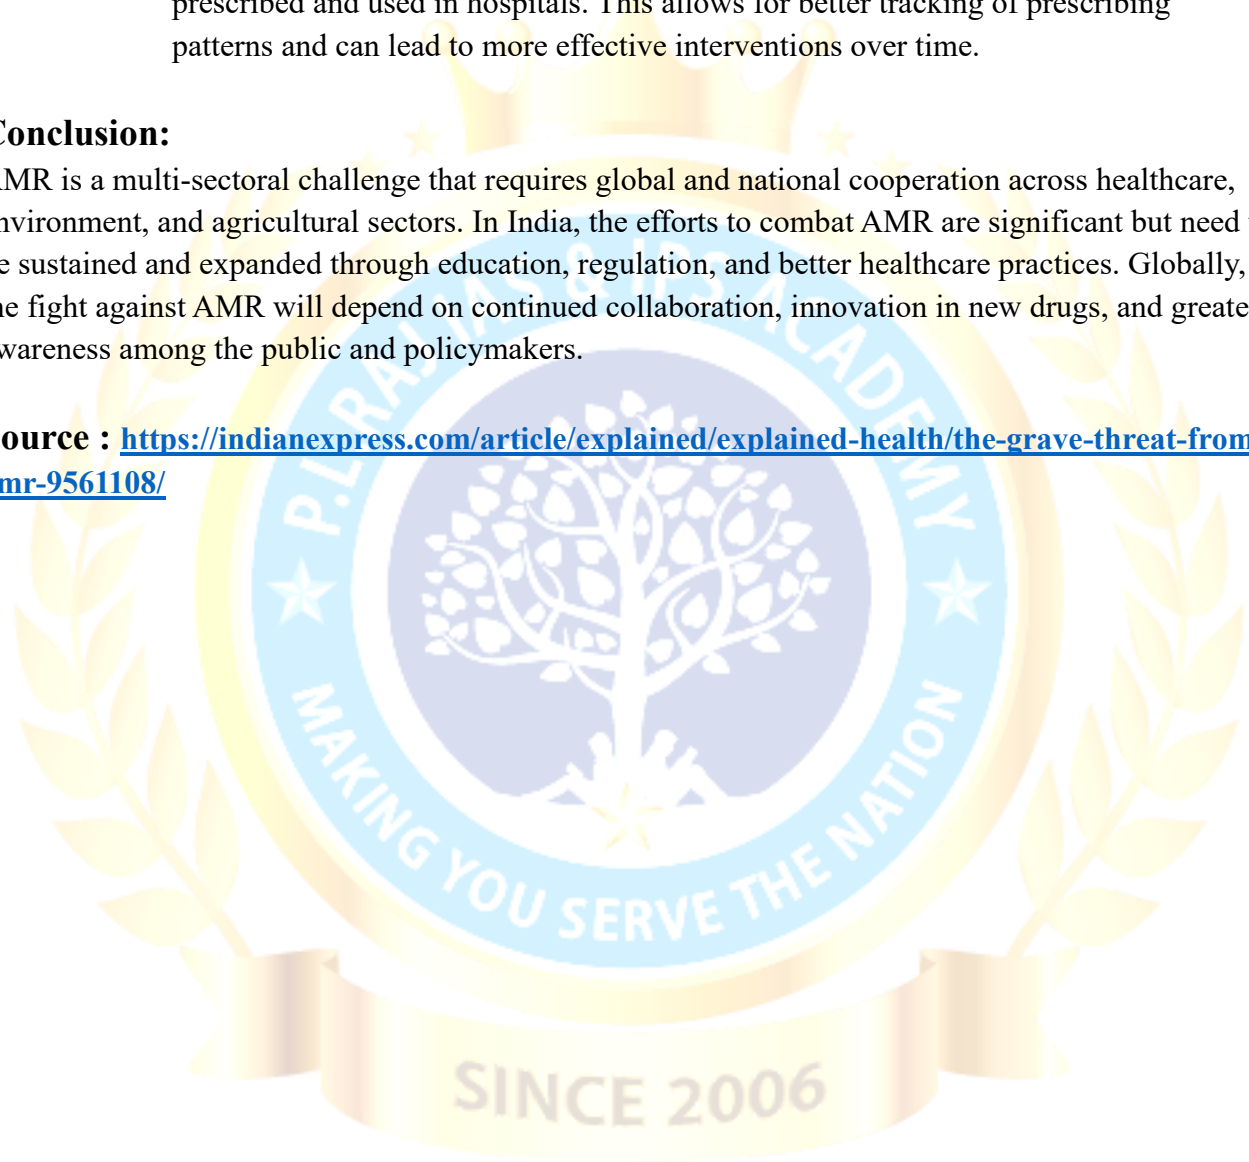 prescribed and used in hospitals. This allows for better tracking of prescribing
patterns and can lead to more effective interventions over time.
Conclusion:
AMR is a multi-sectoral challenge that requires global and national cooperation across healthcare,
nvironment, and agricultural sectors. In India, the efforts to combat AMR are significant but need
e sustained and expanded through education, regulation, and better healthcare practices. Globally,
he fight against AMR will depend on continued collaboration, innovation in new drugs, and greate
wareness among the public and policymakers.
ource : https://indianexpress.com/article/explained/explained-health/the-grave-threat-from
mr-9561108/
P.L. RAJ IAS & IPS ACADEMY
MAKING YOU SERVE THE NATION
SINCE 2006